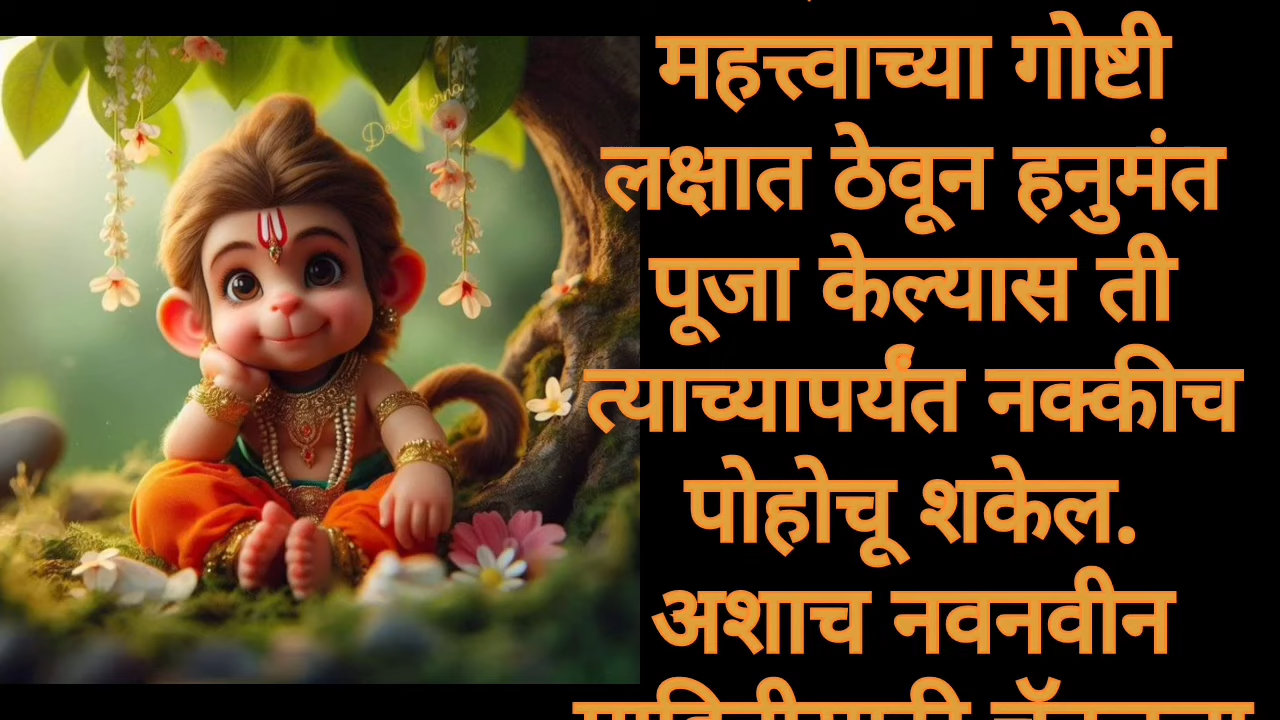 महत्त्वाच्या गोष्टी
लक्षात ठेवून हनुमंत
पूजा केल्यास ती
त्याच्यापर्यंत नक्कीच
पोहोचू शकेल.
अशाच नवनवीन